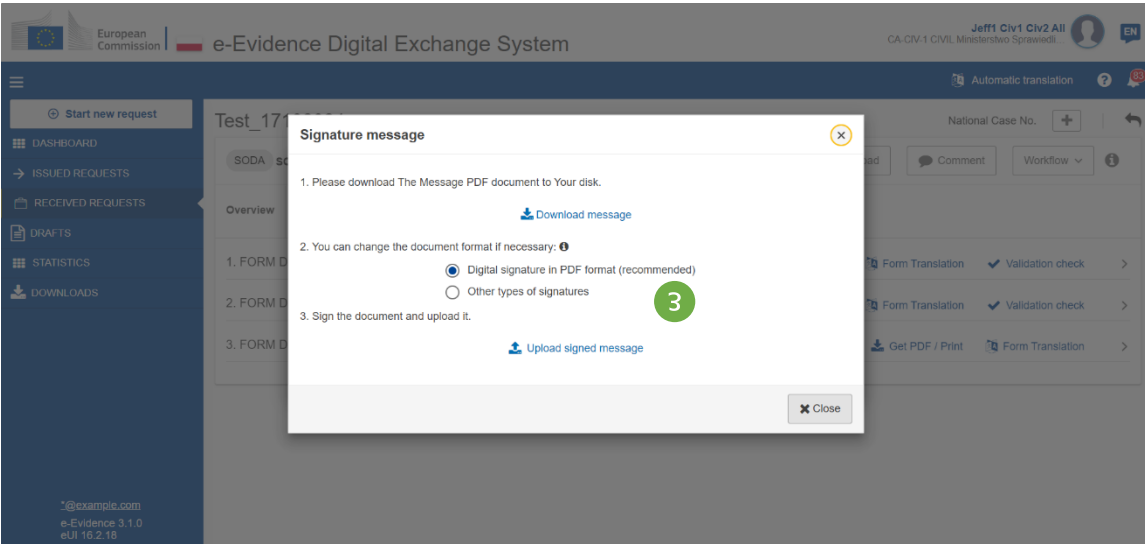 European
Commission
e-Evidence Digital Exchange System
Jeff1 Civ1 Civ2 All
CA-CIV-1 CIVIL Ministerstwo Sprawiedli...
EN
Automatic translation
?
83
Start new request
DASHBOARD
ISSUED REQUESTS
RECEIVED REQUESTS
DRAFTS
STATISTICS
DOWNLOADS
National Case No.
SODA
Comment
Workflow
Overview
1. FORM
Form Translation
Validation check
2. FORM
Form Translation
Validation check
3. FORM
Get PDF / Print
Form Translation
Signature message
1. Please download The Message PDF document to Your disk.
Download message
2. You can change the document format if necessary:
Digital signature in PDF format (recommended)
Other types of signatures
3
3. Sign the document and upload it.
Upload signed message
Close
*@example.com
e-Evidence 3.1.0
eUI 16.2.18